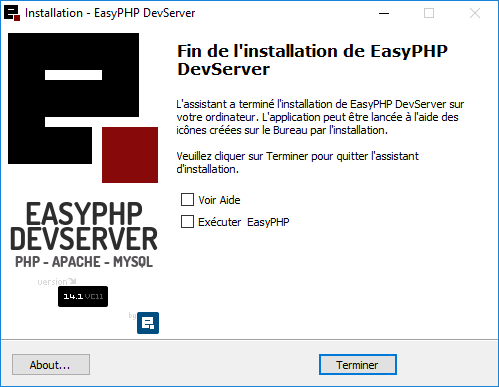 Installation - EasyPHP DevServer
Fin de l'installation de EasyPHP
DevServer
L'assistant a terminé l'installation de EasyPHP DevServer sur
votre ordinateur. L'application peut être lancée à l'aide des
icônes créées sur le Bureau par l'installation.
Veuillez cliquer sur Terminer pour quitter l'assistant
d'installation.
Voir Aide
Exécuter EasyPHP
EASYPHP
DEVSERVER
PHP - APACHE - MYSQL
version
14.1 VC11
by
About...
Terminer